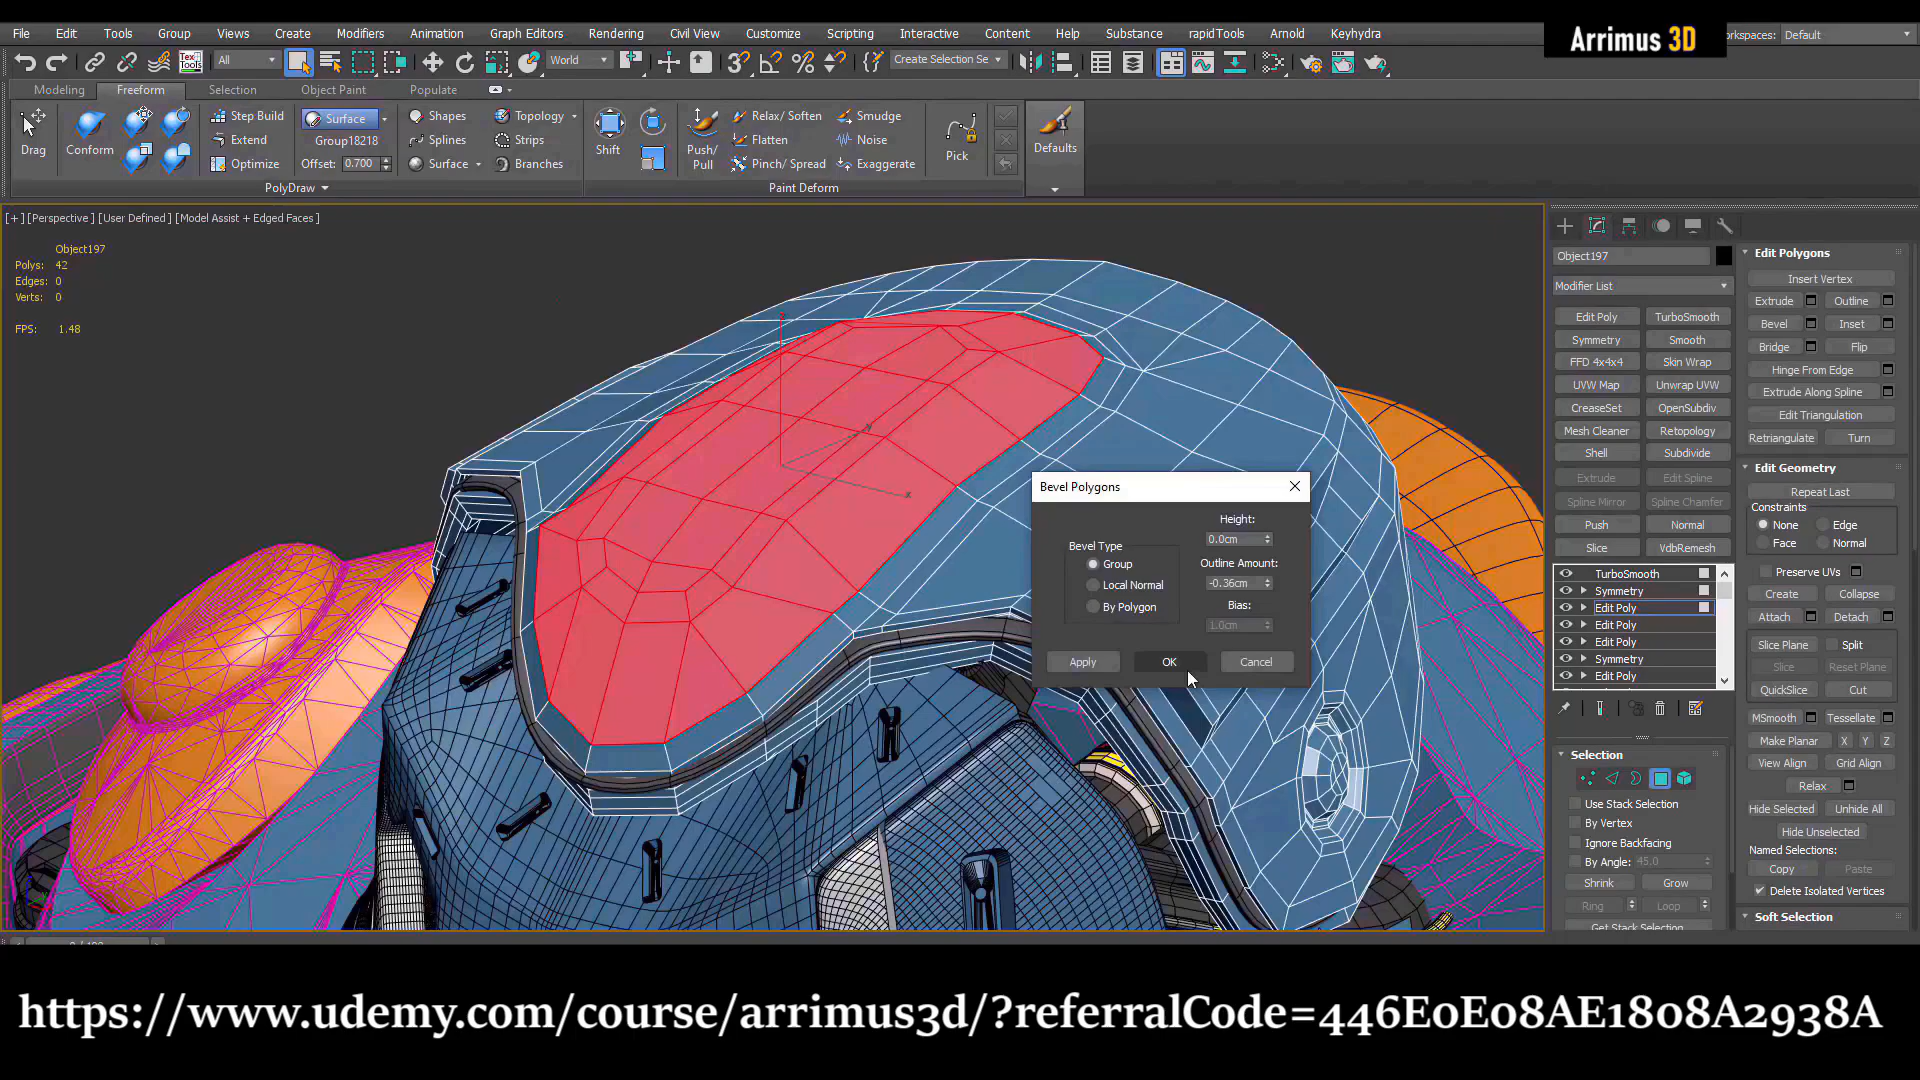 Arrimus 3D
File Edit Tools Group Views Create Modifiers Animation Graph Editors Rendering Civil View Customize Scripting Interactive Content Help Substance rapidTools Arnold Keyhydra
rkspaces: Default
Tex Tools All World Create Selection Se
Modeling Freeform Selection Object Paint Populate
Step Build Surface Shapes Topology Relax/ Soften Smudge
Drag Conform Extend Group18218 Splines Strips Shift Push/ Pull Flatten Noise Pick Defaults
Optimize Offset: 0.700 Surface Branches Pinch/ Spread Exaggerate
PolyDraw Paint Deform
[+] [Perspective ] [User Defined ] [Model Assist + Edged Faces ]
Object197
Polys: 42
Edges: 0
Verts: 0
FPS: 1.48
z
y
x
Bevel Polygons
Height:
0.0cm
Bevel Type
Group
Outline Amount:
Local Normal
-0.36cm
By Polygon
Bias:
1.0cm
Apply OK Cancel
Object197
Modifier List
Edit Poly TurboSmooth
Symmetry Smooth
FFD 4x4x4 Skin Wrap
UVW Map Unwrap UVW
CreaseSet OpenSubdiv
Mesh Cleaner Retopology
Shell Subdivide
Extrude Edit Spline
Spline Mirror Spline Chamfer
Push Normal
Slice VdbRemesh
TurboSmooth
Symmetry
Edit Poly
Edit Poly
Edit Poly
Symmetry
Edit Poly
Selection
Use Stack Selection
By Vertex
Ignore Backfacing
By Angle: 45.0
Shrink Grow
Ring Loop
Get Stack Selection
Edit Polygons
Insert Vertex
Extrude Outline
Bevel Inset
Bridge Flip
Hinge From Edge
Extrude Along Spline
Edit Triangulation
Retriangulate Turn
Edit Geometry
Repeat Last
Constraints
None Edge
Face Normal
Preserve UVs
Create Collapse
Attach Detach
Slice Plane Split
Slice Reset Plane
QuickSlice Cut
MSmooth Tessellate
Make Planar X Y Z
View Align Grid Align
Relax
Hide Selected Unhide All
Hide Unselected
Named Selections:
Copy Paste
Delete Isolated Vertices
Soft Selection
https://www.udemy.com/course/arrimus3d/?referralCode=446E0E08AE1808A2938A